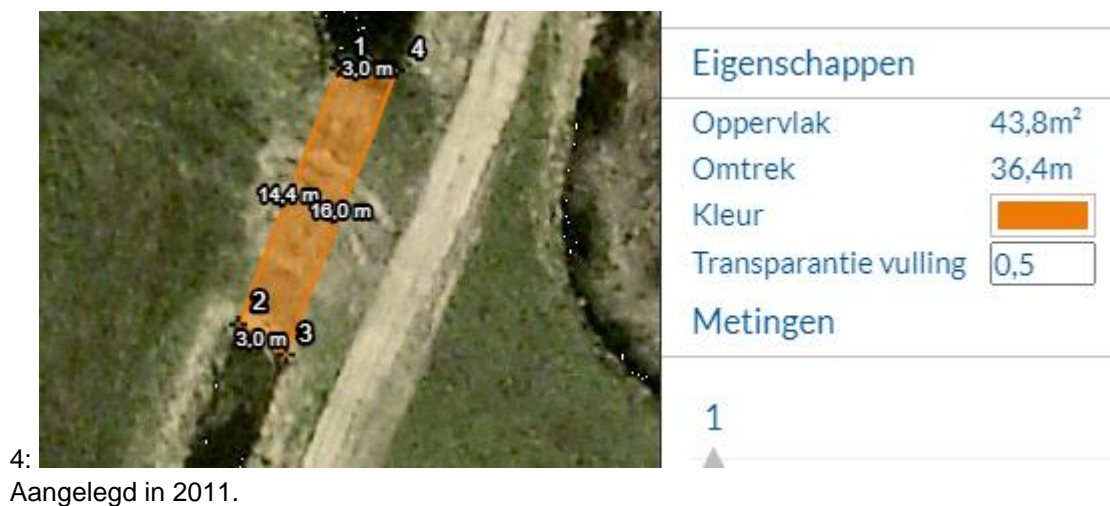 1
4
3,0 m
14,4 m
16,0 m
2
3,0 m
3
Eigenschappen
Oppervlak 43,8m²
Omtrek 36,4m
Kleur
Transparantie vulling 0,5
Metingen
1
4:
Aangelegd in 2011.